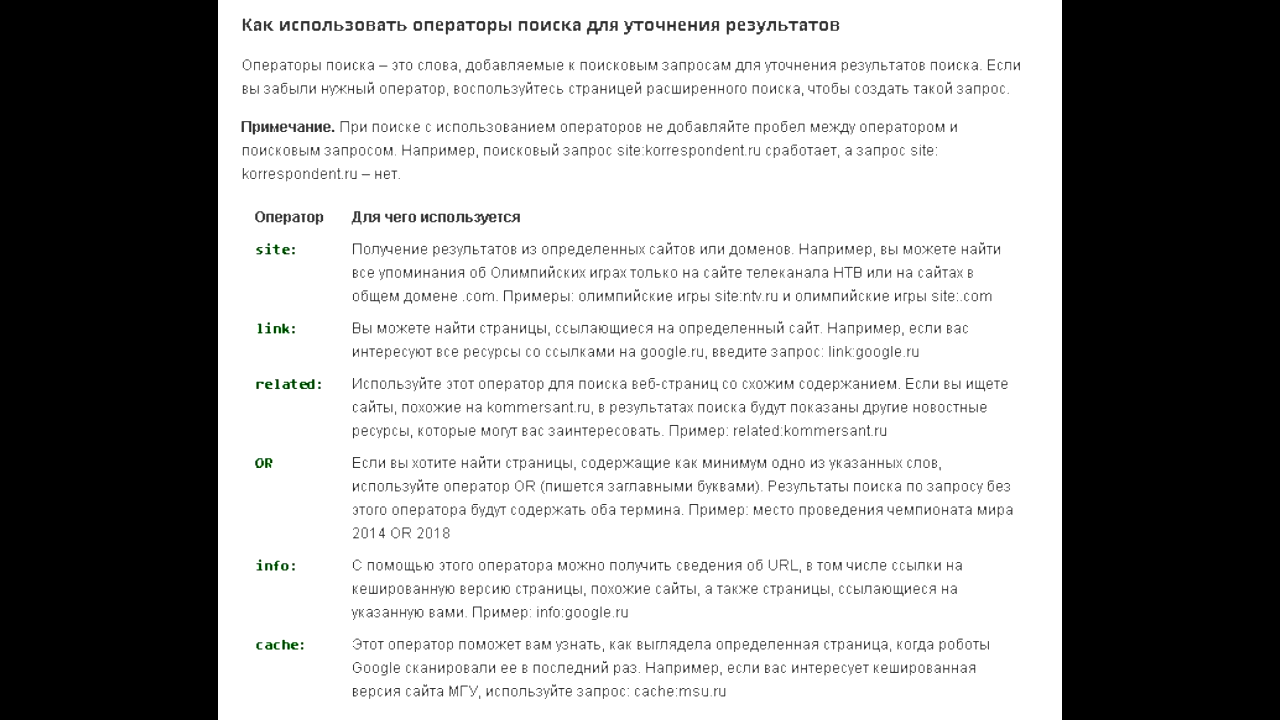 Как использовать операторы поиска для уточнения результатов
Операторы поиска – это слова, добавляемые к поисковым запросам для уточнения результатов поиска. Если
вы забыли нужный оператор, воспользуйтесь страницей расширенного поиска, чтобы создать такой запрос.
Примечание. При поиске с использованием операторов не добавляйте пробел между оператором и
поисковым запросом. Например, поисковый запрос site:korrespondent.ru сработает, а запрос site:
korrespondent.ru – нет.
Оператор Для чего используется
site: Получение результатов из определенных сайтов или доменов. Например, вы можете найти
все упоминания об Олимпийских играх только на сайте телеканала НТВ или на сайтах в
общем домене .com. Примеры: олимпийские игры site:ntv.ru и олимпийские игры site:.com
link: Вы можете найти страницы, ссылающиеся на определенный сайт. Например, если вас
интересуют все ресурсы со ссылками на google.ru, введите запрос: link:google.ru
related: Используйте этот оператор для поиска веб-страниц со схожим содержанием. Если вы ищете
сайты, похожие на kommersant.ru, в результатах поиска будут показаны другие новостные
ресурсы, которые могут вас заинтересовать. Пример: related:kommersant.ru
OR Если вы хотите найти страницы, содержащие как минимум одно из указанных слов,
используйте оператор OR (пишется заглавными буквами). Результаты поиска по запросу без
этого оператора будут содержать оба термина. Пример: место проведения чемпионата мира
2014 OR 2018
info: С помощью этого оператора можно получить сведения об URL, в том числе ссылки на
кешированную версию страницы, похожие сайты, а также страницы, ссылающиеся на
указанную вами. Пример: info:google.ru
cache: Этот оператор поможет вам узнать, как выглядела определенная страница, когда роботы
Google сканировали ее в последний раз. Например, если вас интересует кешированная
версия сайта МГУ, используйте запрос: cache:msu.ru